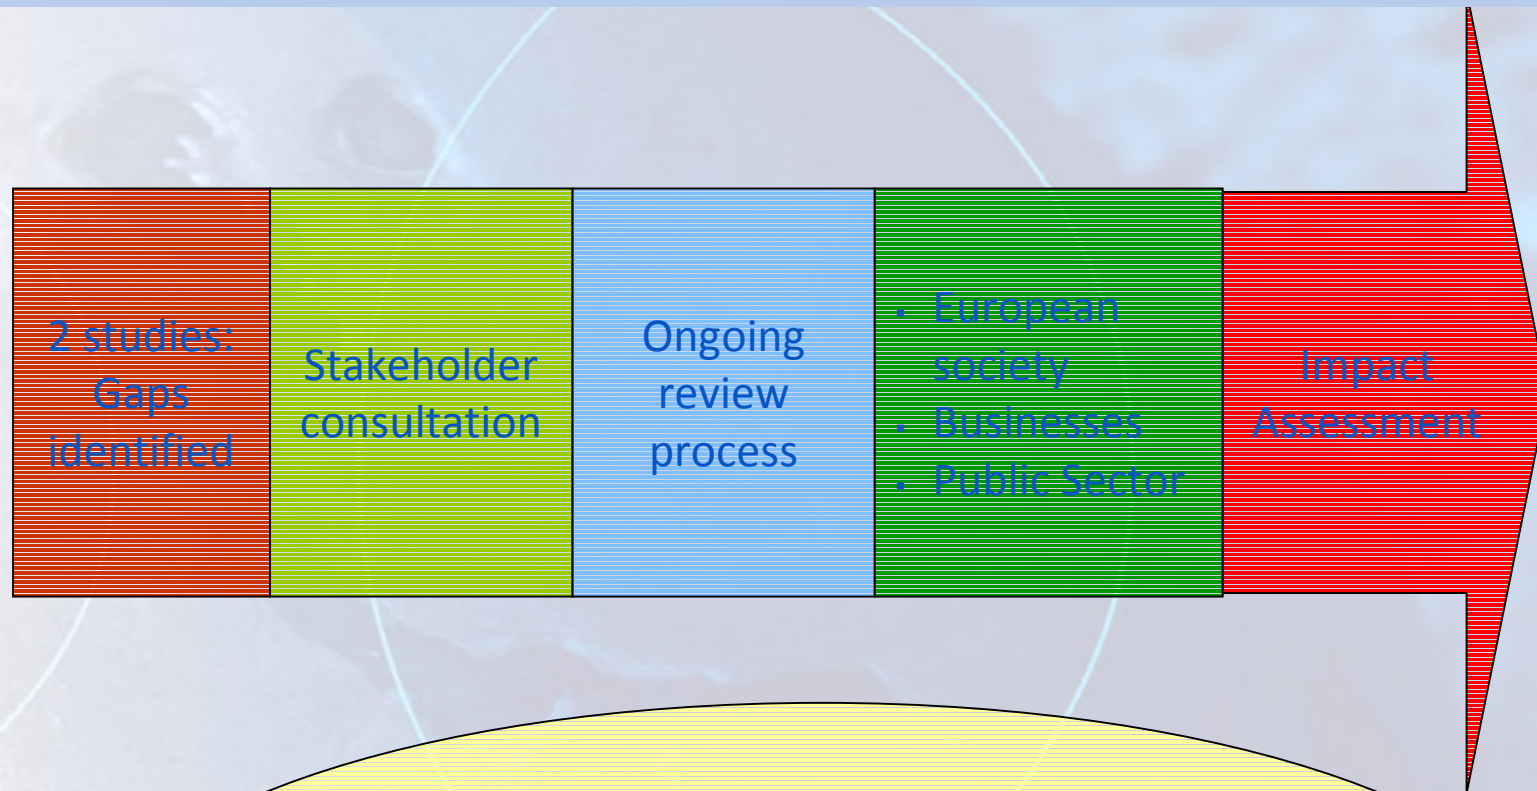 2 studies:
Gaps
identified
Stakeholder
consultation
Ongoing
review
process
• European
society
• Businesses
• Public Sector
Impact
Assessment